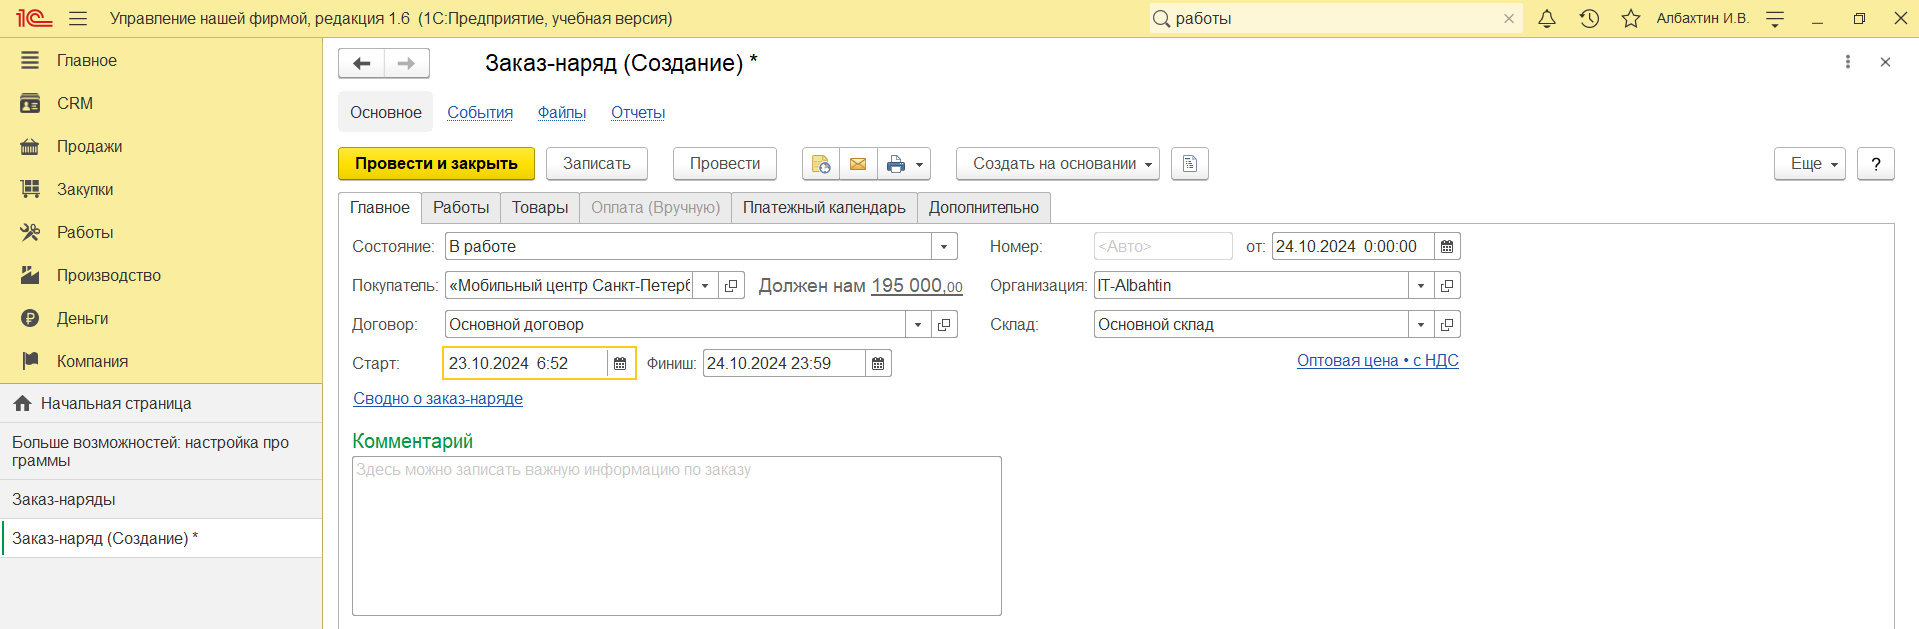 1С Управление нашей фирмой, редакция 1.6 (1С:Предприятие, учебная версия) работы Албахтин И.В.
Главное
CRM
Продажи
Закупки
Работы
Производство
Деньги
Компания
Начальная страница
Больше возможностей: настройка про
граммы
Заказ-наряды
Заказ-наряд (Создание) *
Заказ-наряд (Создание) *
Основное События Файлы Отчеты
Провести и закрыть Записать Провести Создать на основании Еще ?
Главное Работы Товары Оплата (Вручную) Платежный календарь Дополнительно
Состояние: В работе Номер: <Авто> от: 24.10.2024 0:00:00
Покупатель: «Мобильный центр Санкт-Петерб Должен нам 195 000,00 Организация: IT-Albahtin
Договор: Основной договор Склад: Основной склад
Старт: 23.10.2024 6:52 Финиш: 24.10.2024 23:59 Оптовая цена • с НДС
Сводно о заказ-наряде
Комментарий
Здесь можно записать важную информацию по заказу